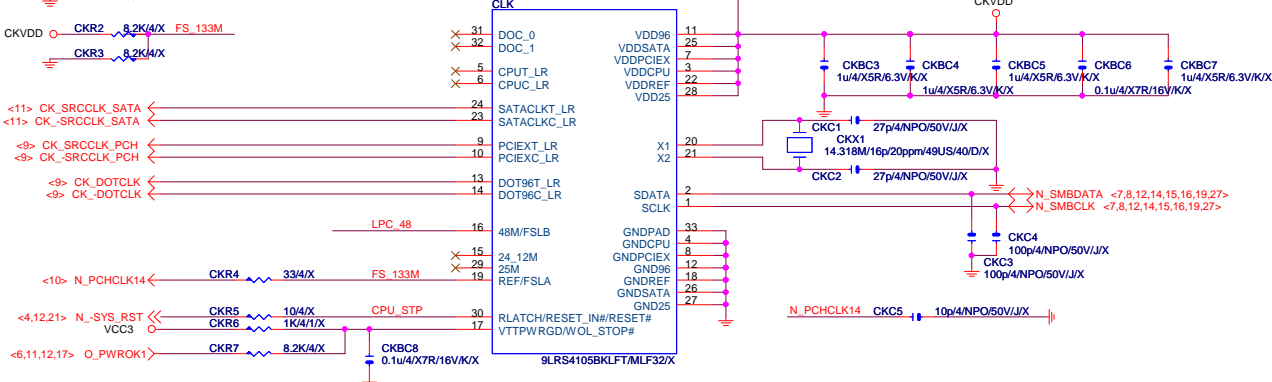 CLK
CKVDD
CKVDD CKR2 8.2K/4/X FS_133M
CKR3 8.2K/4/X
31 DOC_0
32 DOC_1
5 CPUT_LR
6 CPUC_LR
<11> CK_SRCCLK_SATA 24 SATACLKT_LR
<11> CK_-SRCCLK_SATA 23 SATACLKC_LR
<9> CK_SRCCLK_PCH 9 PCIEXT_LR
<9> CK_-SRCCLK_PCH 10 PCIEXC_LR
<9> CK_DOTCLK 13 DOT96T_LR
<9> CK_-DOTCLK 14 DOT96C_LR
LPC_48 16 48M/FSLB
15 24_12M
29 25M
<10> N_PCHCLK14 CKR4 33/4/X FS_133M 19 REF/FSLA
<4,12,21> N_-SYS_RST CKR5 10/4/X CPU_STP 30 RLATCH/RESET_IN#/RESET#
VCC3 CKR6 1K/4/1/X 17 VTTPWRGD/WOL_STOP#
<6,11,12,17> O_PWROK1 CKR7 8.2K/4/X
CKBC8
0.1u/4/X7R/16V/K/X
9LRS4105BKLFT/MLF32/X
VDD96 11
VDDSATA 25
VDDPCIEX 7
VDDCPU 3
VDDREF 22
VDD25 28
X1 20
X2 21
SDATA 2
SCLK 1
GNDPAD 33
GNDCPU 4
GNDPCIEX 8
GND96 12
GNDREF 18
GNDSATA 26
GND25 27
CKBC3
1u/4/X5R/6.3V/K/X
CKBC4
1u/4/X5R/6.3V/K/X
CKBC5
1u/4/X5R/6.3V/K/X
CKBC6
0.1u/4/X7R/16V/K/X
CKBC7
1u/4/X5R/6.3V/K/X
CKC1 27p/4/NPO/50V/J/X
CKX1
14.318M/16p/20ppm/49US/40/D/X
CKC2 27p/4/NPO/50V/J/X
N_SMBDATA <7,8,12,14,15,16,19,27>
N_SMBCLK <7,8,12,14,15,16,19,27>
CKC4
100p/4/NPO/50V/J/X
CKC3
100p/4/NPO/50V/J/X
N_PCHCLK14 CKC5 10p/4/NPO/50V/J/X